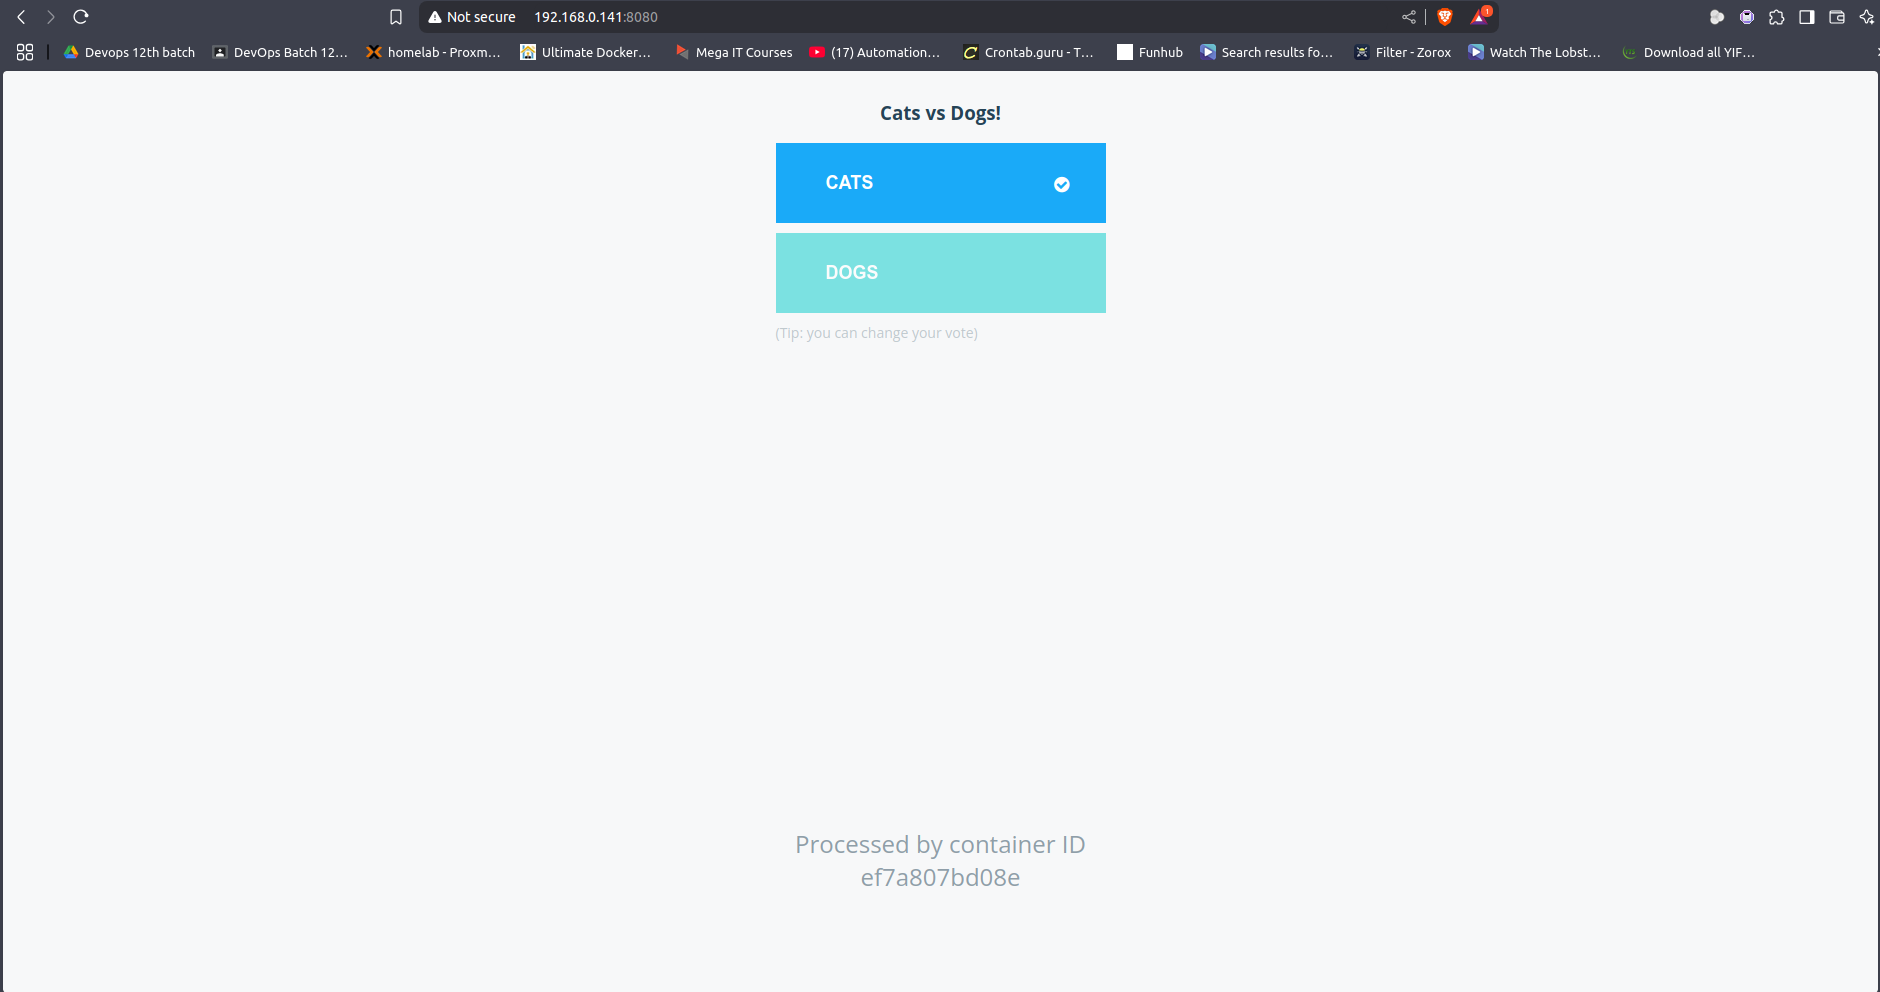 Not secure 192.168.0.141:8080
1
Devops 12th batch DevOps Batch 12... homelab - Proxm... Ultimate Docker... Mega IT Courses (17) Automation... Crontab.guru - T... Funhub Search results fo... Filter - Zorox Watch The Lobst... Download all YIF...
Cats vs Dogs!
CATS
DOGS
(Tip: you can change your vote)
Processed by container ID
ef7a807bd08e